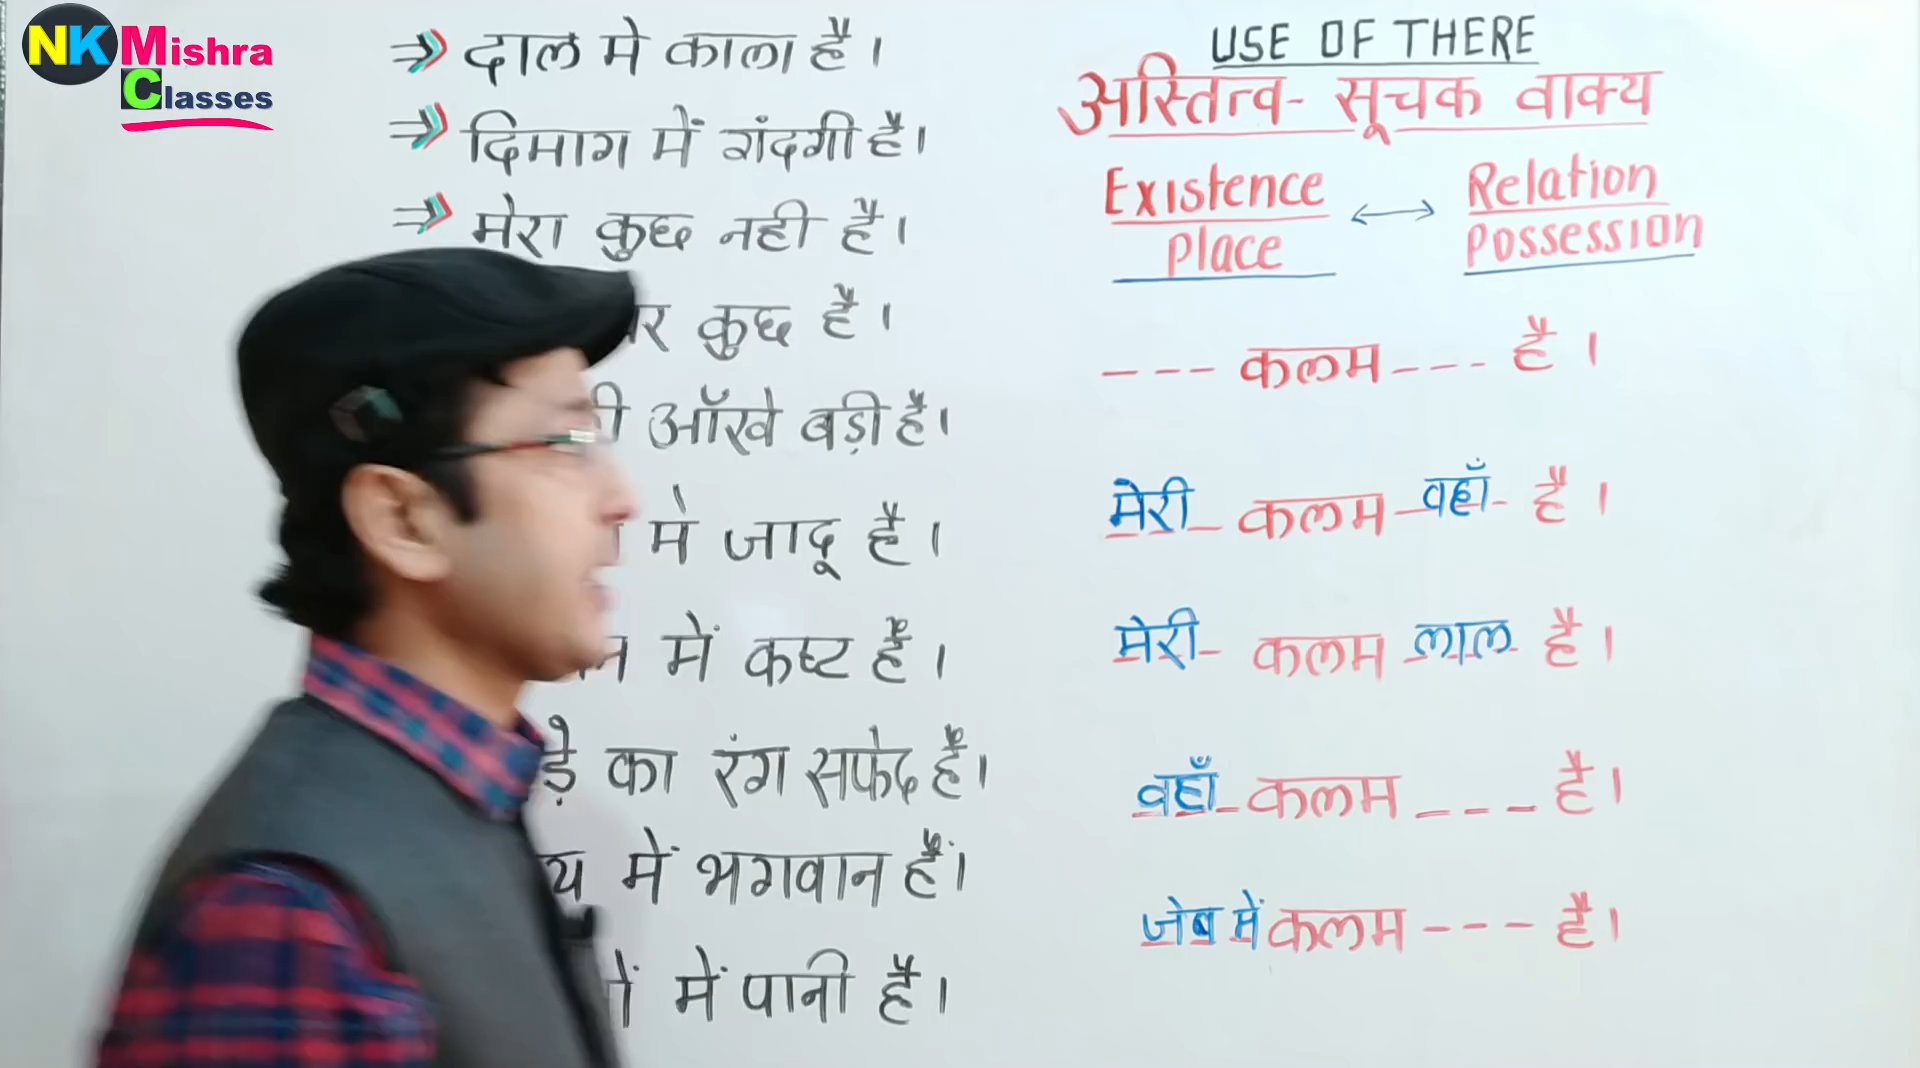 NK Mishra
Classes
दाल मे काला है।
दिमाग में गंदगी है।
मेरा कुछ नही है।
कुछ है।
आँखे बड़ी है।
मे जादू है।
में कष्ट है।
का रंग सफेद है।
में भगवान हैं।
में पानी है।
USE OF THERE
अस्तित्व-सूचक वाक्य
Existence ↔ Relation
Place Possession
--- कलम --- है।
मेरी कलम वहाँ है।
मेरी कलम लाल है।
वहाँ कलम --- है।
जेब में कलम --- है।